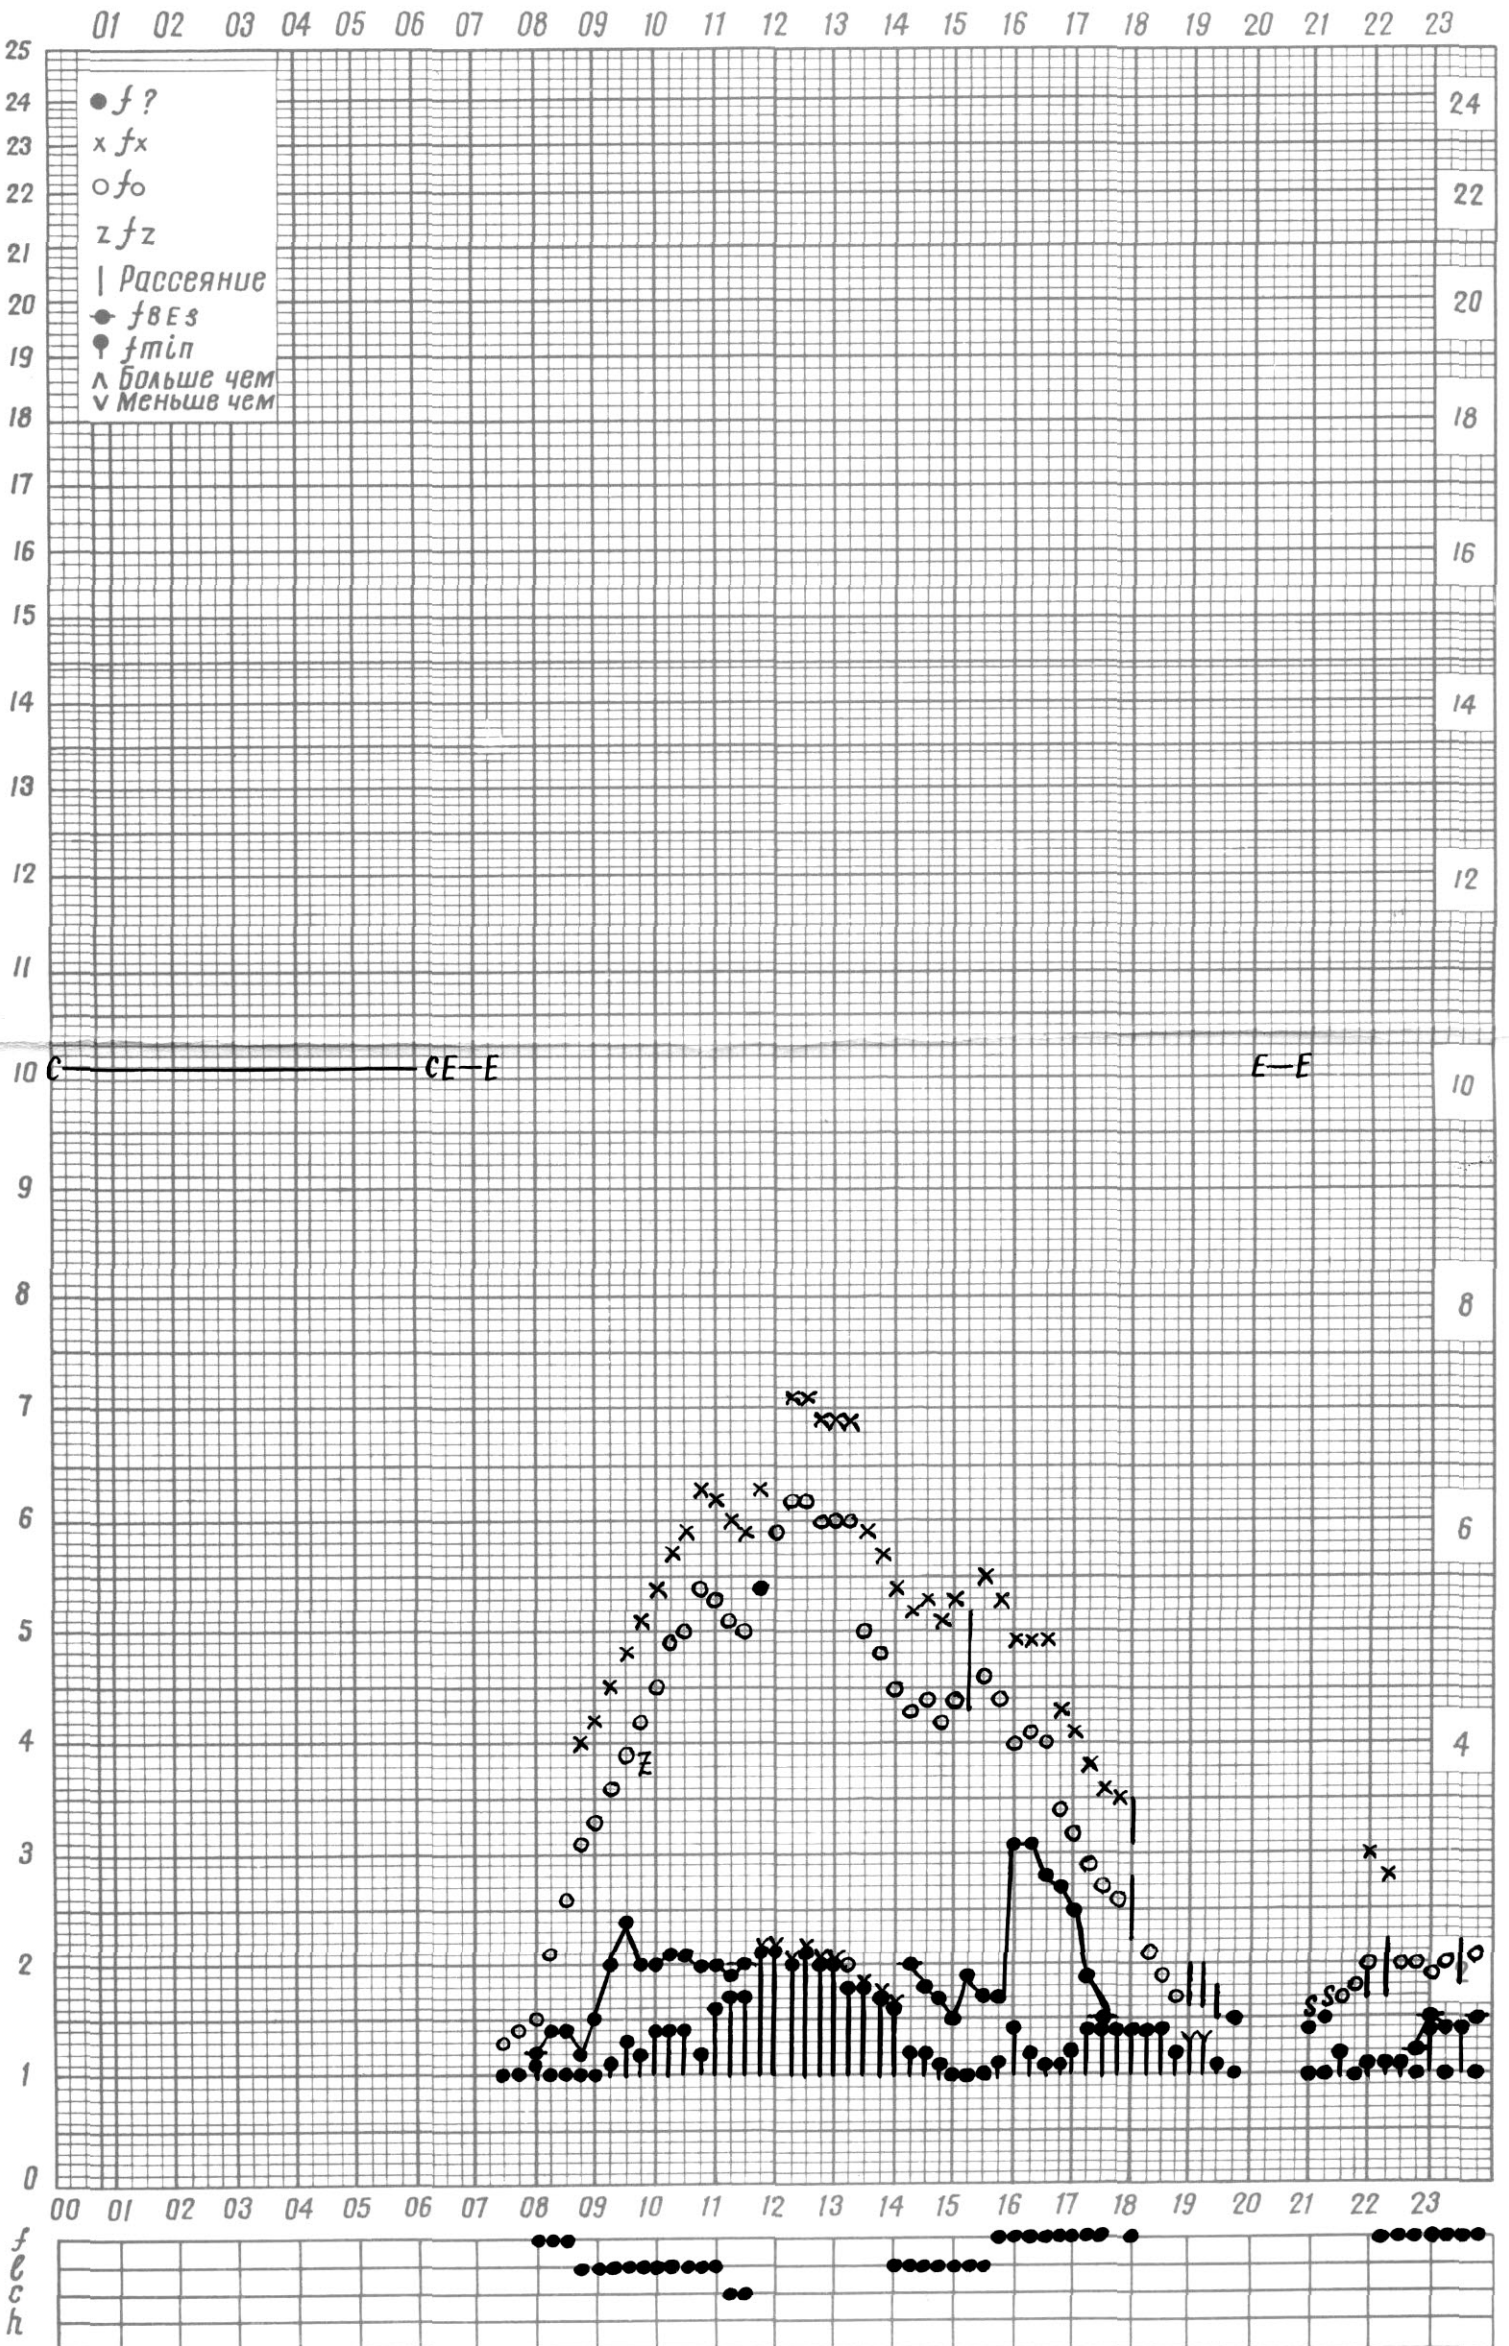 01 02 03 04 05 06 07 08 09 10 11 12 13 14 15 16 17 18 19 20 21 22 23
25
24 24
23
22 22
21
20 20
19
18 18
17
16 16
15
14 14
13
12 12
11
10 10
9
8 8
7
6 6
5
4 4
3
2 2
1
0
f ?
x fx
o fo
z fz
| Рассеяние
fBEs
fmin
∧ Больше чем
∨ Меньше чем
C CE—E E—E
Z
S S
00 01 02 03 04 05 06 07 08 09 10 11 12 13 14 15 16 17 18 19 20 21 22 23
f
l
c
h